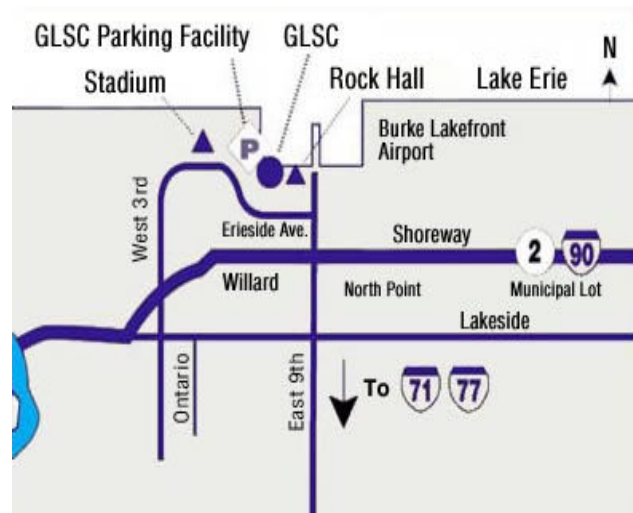 GLSC Parking Facility
GLSC
Stadium
Rock Hall
Lake Erie
N
P
Burke Lakefront
Airport
West 3rd
Erieside Ave.
Shoreway
2
90
Willard
North Point
Municipal Lot
Lakeside
Ontario
East 9th
To
71
77